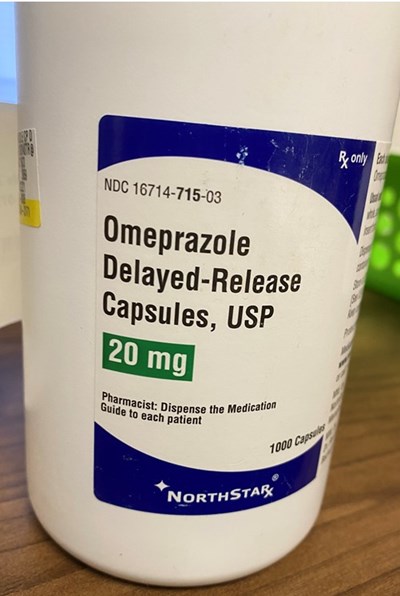 Rx only
NDC 16714-715-03
Omeprazole
Delayed-Release
Capsules, USP
20 mg
Pharmacist: Dispense the Medication
Guide to each patient
1000 Capsules
NORTHSTARx®